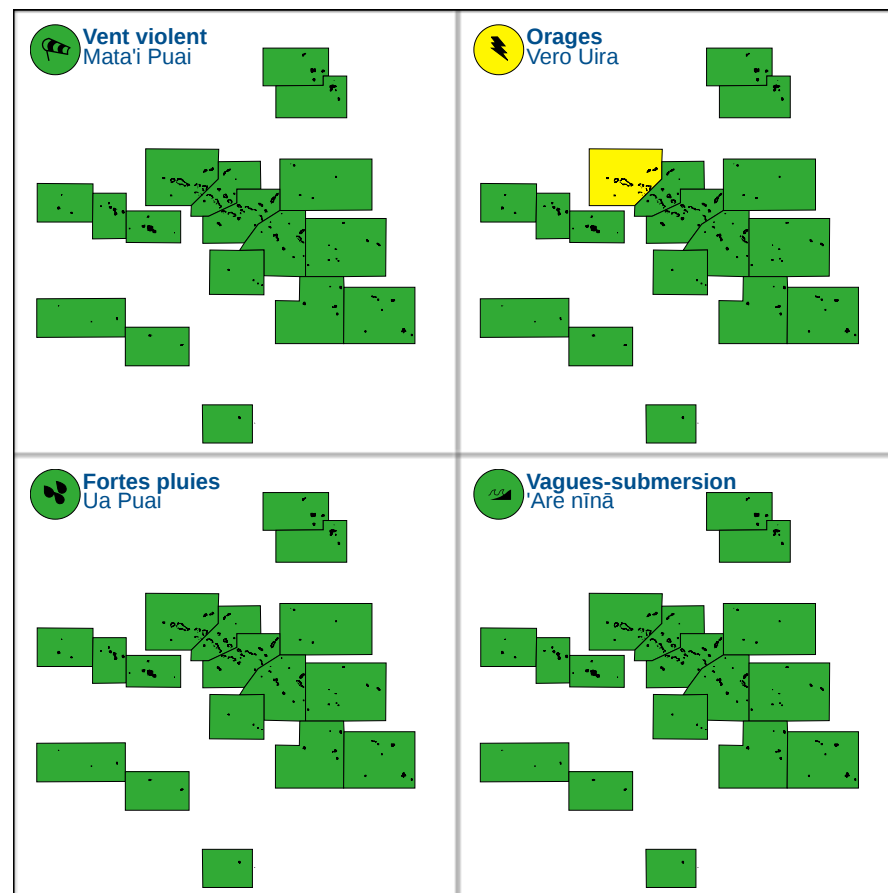 Vent violent
Mata'i Puai
Orages
Vero Uira
Fortes pluies
Ua Puai
Vagues-submersion
'Are nīnā